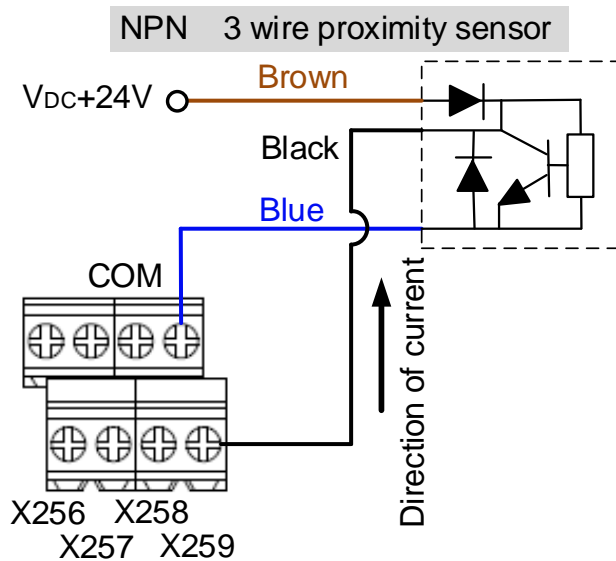 NPN 3 wire proximity sensor
Brown
VDC+24V
Black
Blue
COM
Direction of current
X256 X258
X257 X259